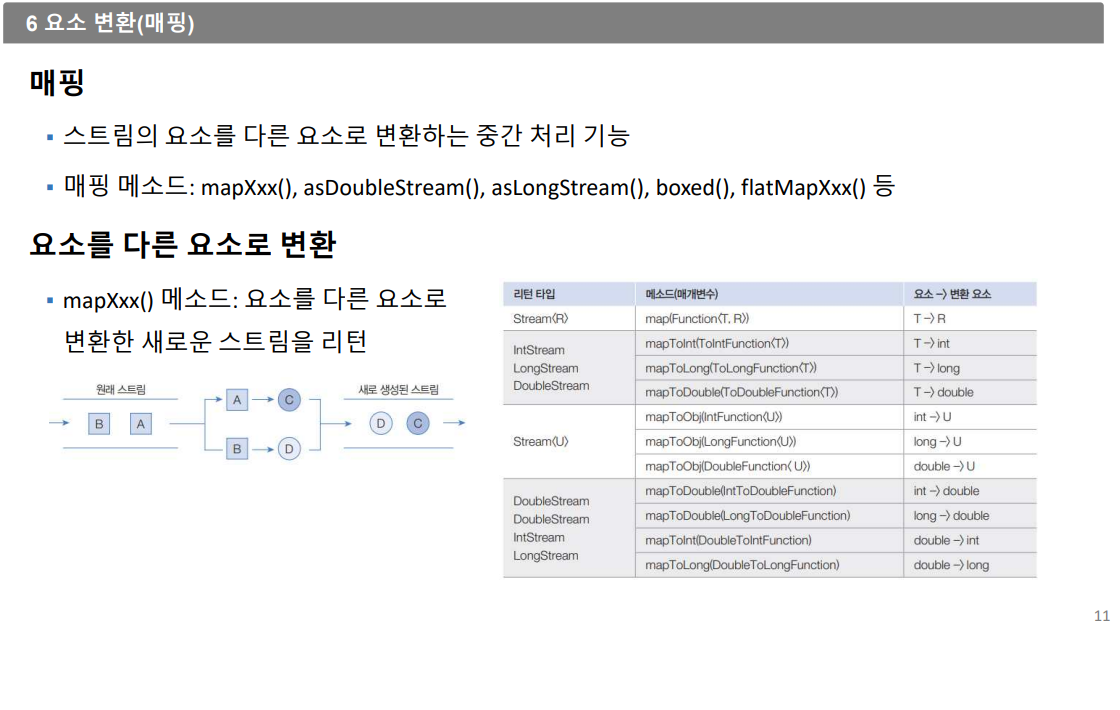 6 요소 변환(매핑)
매핑
▪ 스트림의 요소를 다른 요소로 변환하는 중간 처리 기능
▪ 매핑 메소드: mapXxx(), asDoubleStream(), asLongStream(), boxed(), flatMapXxx() 등
요소를 다른 요소로 변환
▪ mapXxx() 메소드: 요소를 다른 요소로
변환한 새로운 스트림을 리턴
원래 스트림
B A
A C
B D
새로 생성된 스트림
D C
리턴 타입 메소드(매개변수) 요소 -> 변환 요소
Stream<R> map(Function<T, R>) T -> R
IntStream
LongStream
DoubleStream
mapToInt(ToIntFunction<T>) T -> int
mapToLong(ToLongFunction<T>) T -> long
mapToDouble(ToDoubleFunction<T>) T -> double
Stream<U>
mapToObj(IntFunction<U>) int -> U
mapToObj(LongFunction<U>) long -> U
mapToObj(DoubleFunction< U>) double -> U
DoubleStream
DoubleStream
IntStream
LongStream
mapToDouble(IntToDoubleFunction) int -> double
mapToDouble(LongToDoubleFunction) long -> double
mapToInt(DoubleToIntFunction) double -> int
mapToLong(DoubleToLongFunction) double -> long
11